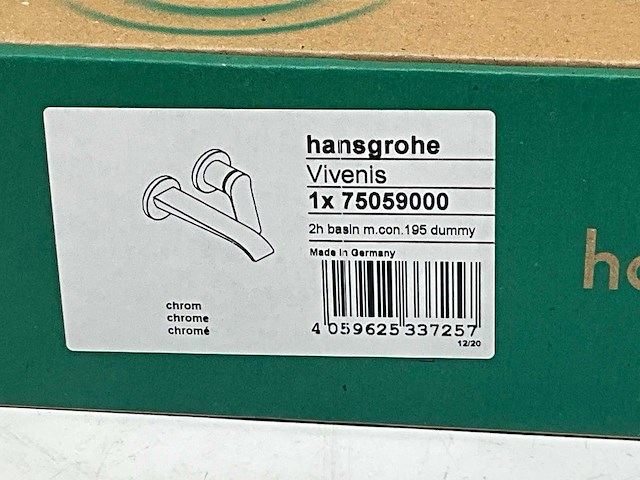 hansgrohe
Vivenis
1x 75059000
2h basin m.con.195 dummy
Made in Germany
4 059625 337257
12/20
chrom
chrome
chromé